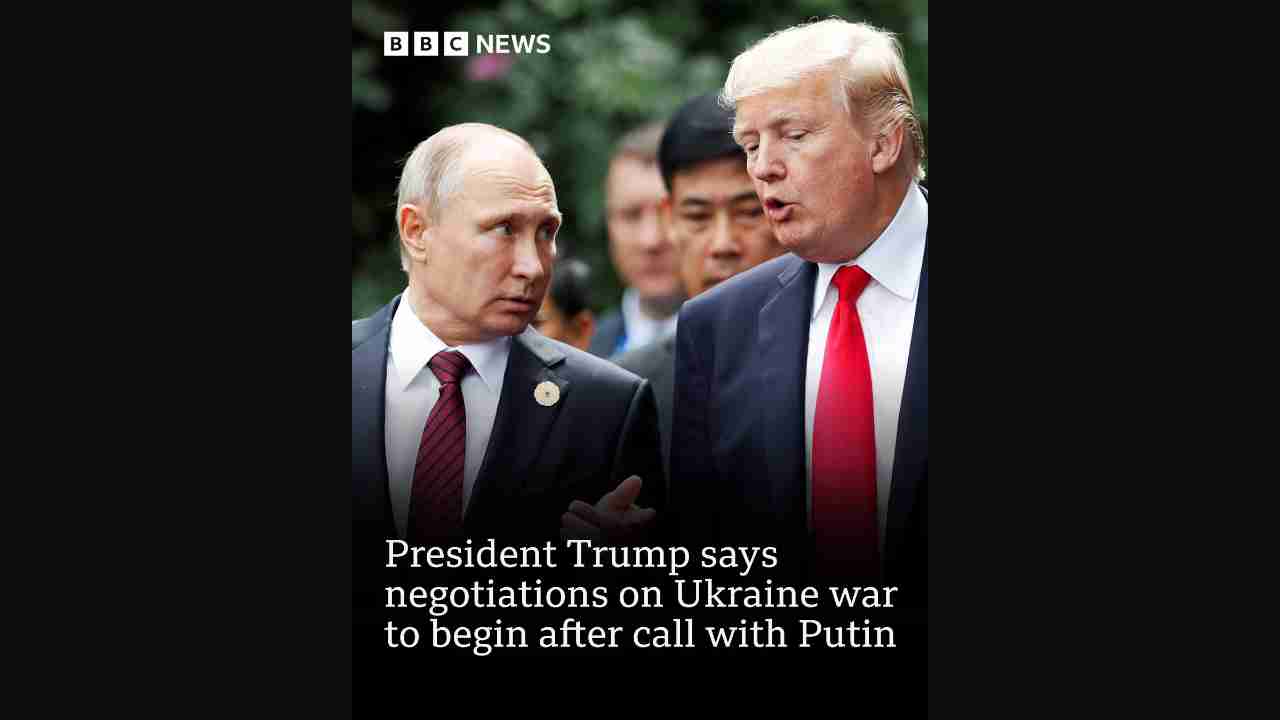 BBC NEWS
President Trump says
negotiations on Ukraine war
to begin after call with Putin